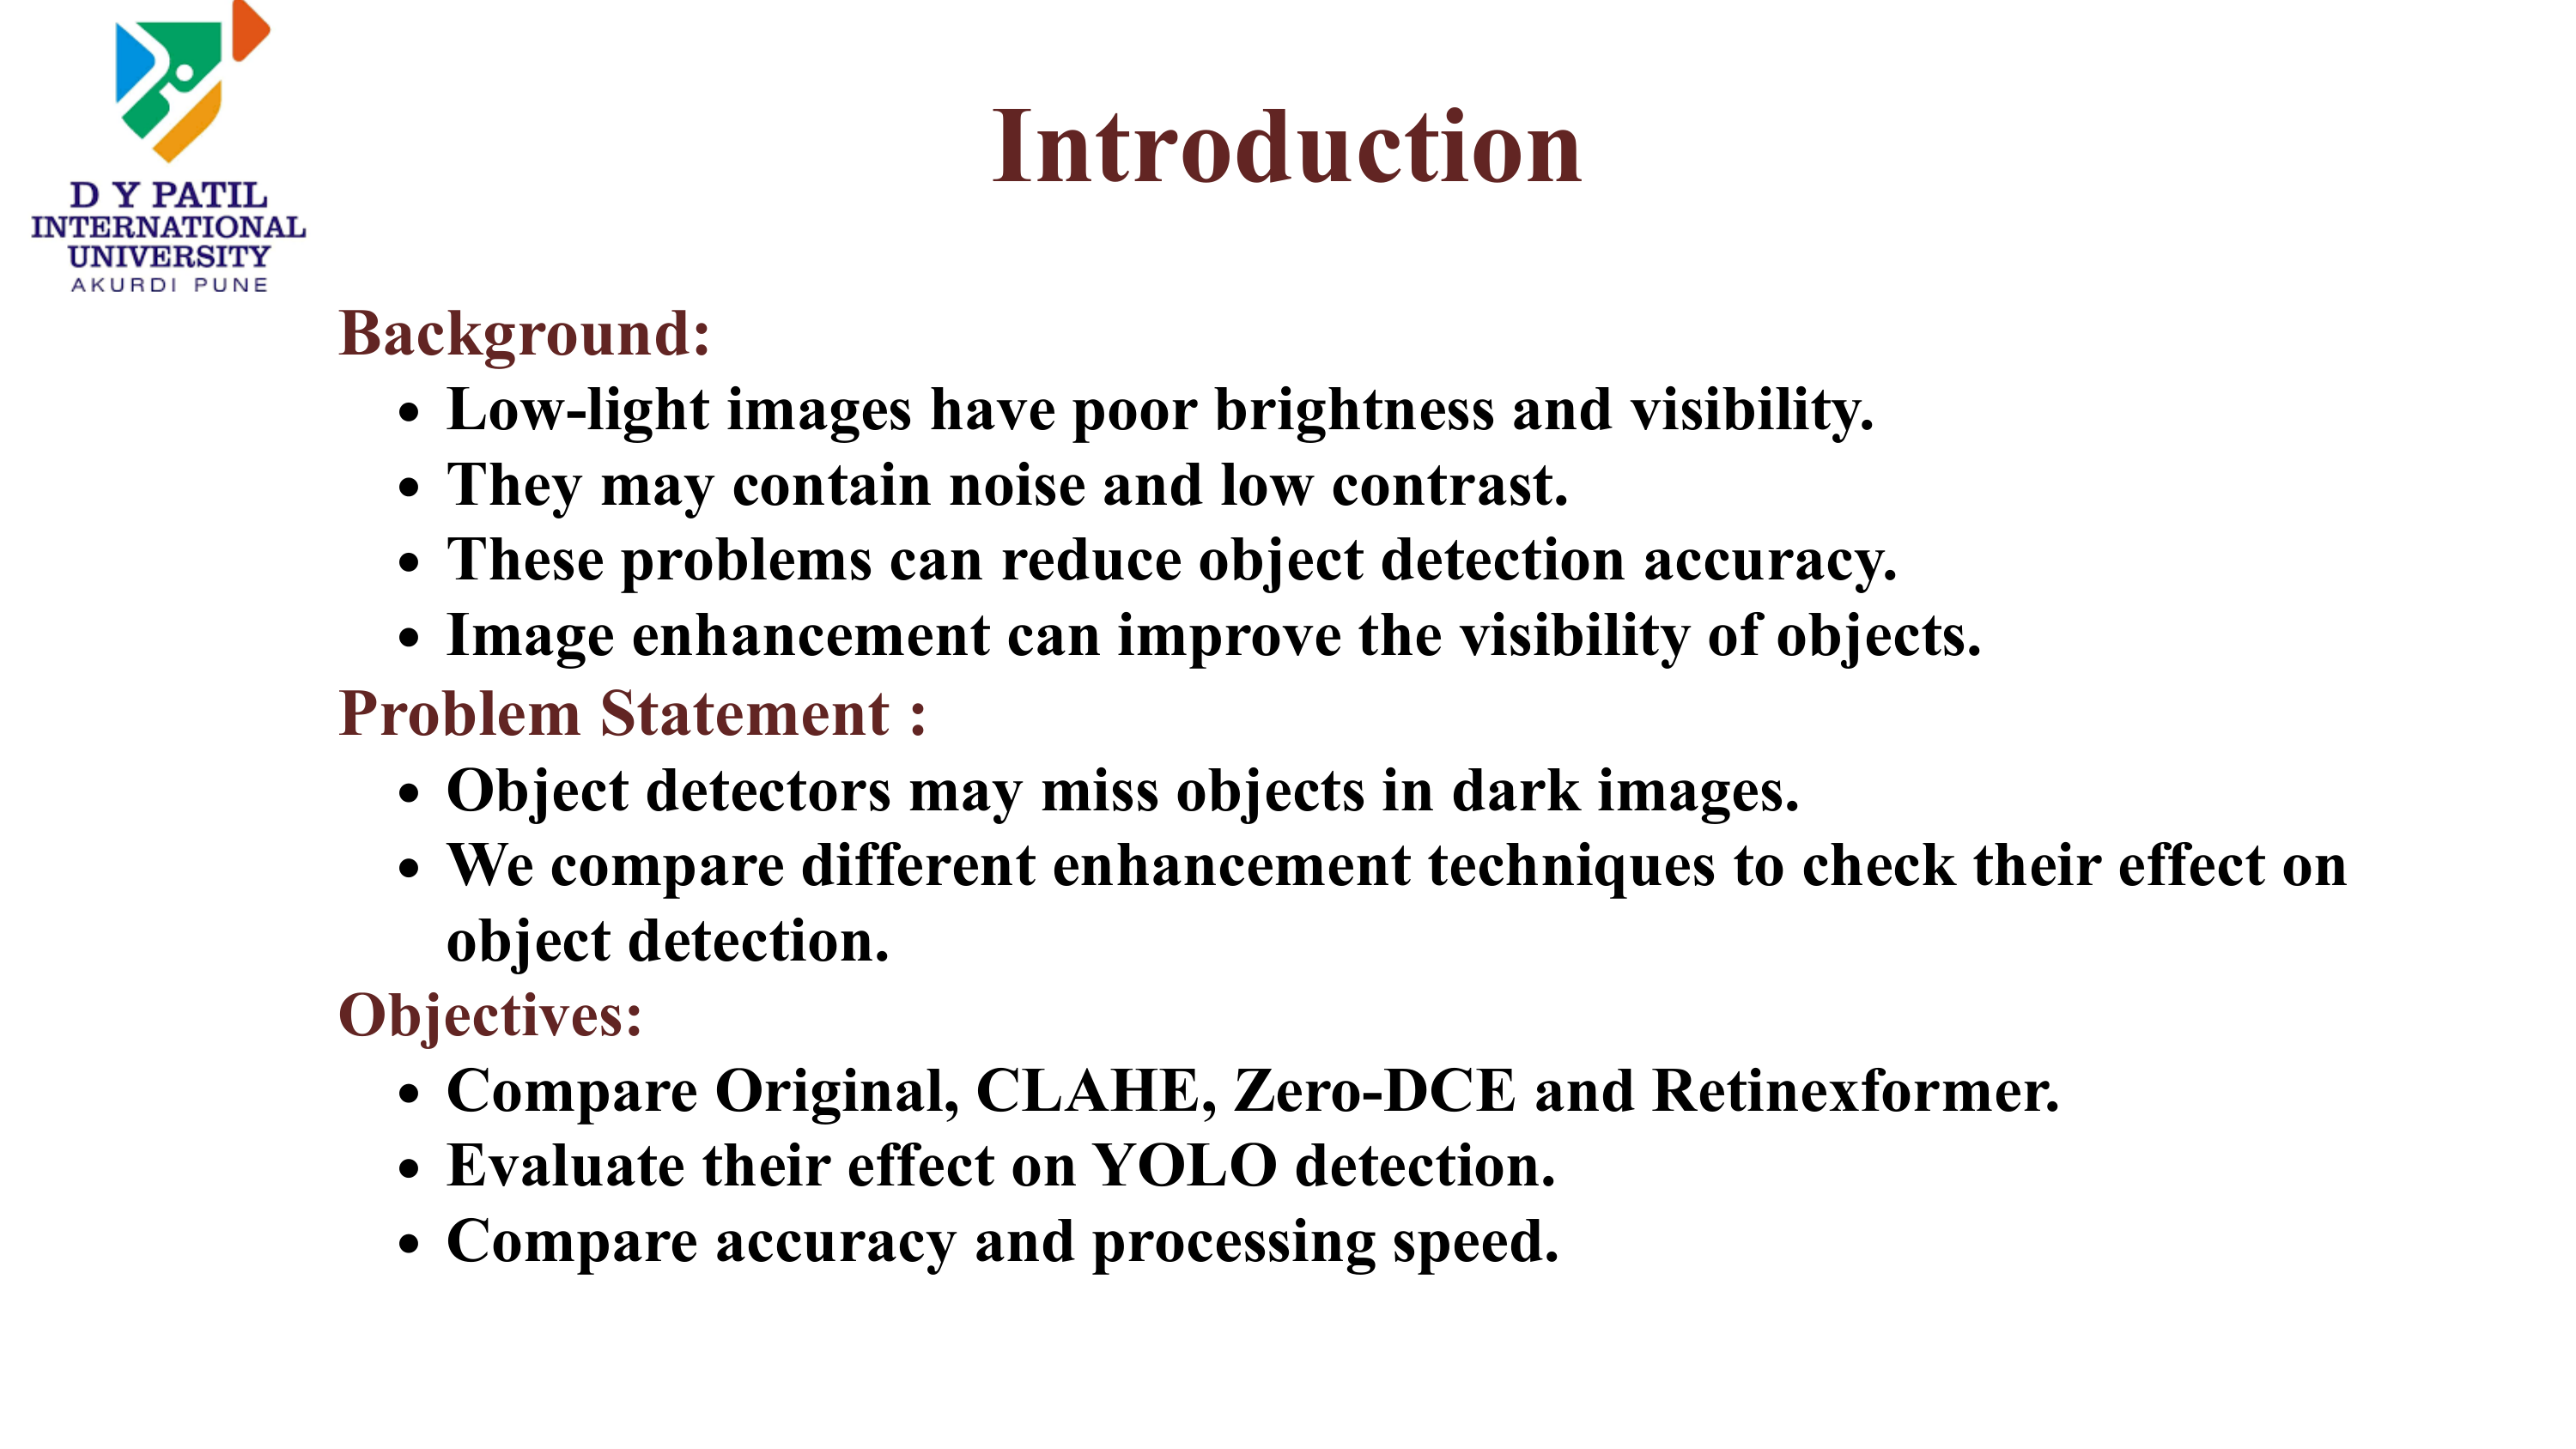 D Y PATIL
INTERNATIONAL
UNIVERSITY
AKURDI PUNE
Introduction
Background:
• Low-light images have poor brightness and visibility.
• They may contain noise and low contrast.
• These problems can reduce object detection accuracy.
• Image enhancement can improve the visibility of objects.
Problem Statement :
• Object detectors may miss objects in dark images.
• We compare different enhancement techniques to check their effect on
object detection.
Objectives:
• Compare Original, CLAHE, Zero-DCE and Retinexformer.
• Evaluate their effect on YOLO detection.
• Compare accuracy and processing speed.